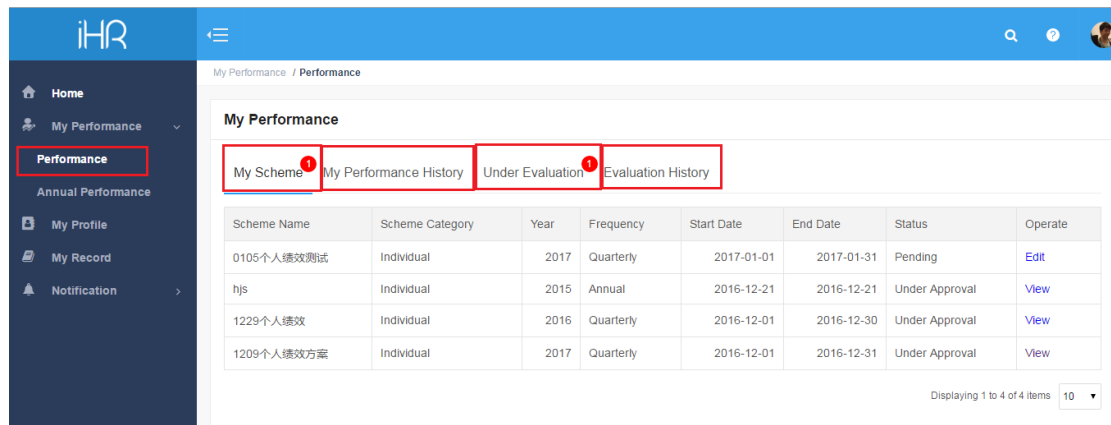 iHR
My Performance / Performance
Home
My Performance
Performance
Annual Performance
My Profile
My Record
Notification
My Performance
My Scheme 1 My Performance History Under Evaluation 1 Evaluation History
Scheme Name Scheme Category Year Frequency Start Date End Date Status Operate
0105个人绩效测试 Individual 2017 Quarterly 2017-01-01 2017-01-31 Pending Edit
hjs Individual 2015 Annual 2016-12-21 2016-12-21 Under Approval View
1229个人绩效 Individual 2016 Quarterly 2016-12-01 2016-12-30 Under Approval View
1209个人绩效方案 Individual 2017 Quarterly 2016-12-01 2016-12-31 Under Approval View
Displaying 1 to 4 of 4 items 10